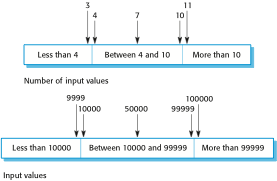 3
11
4
7
10
Less than 4
Between 4 and 10
More than 10
Number of input values
9999
100000
10000
50000
99999
Less than 10000
Between 10000 and 99999
More than 99999
Input values